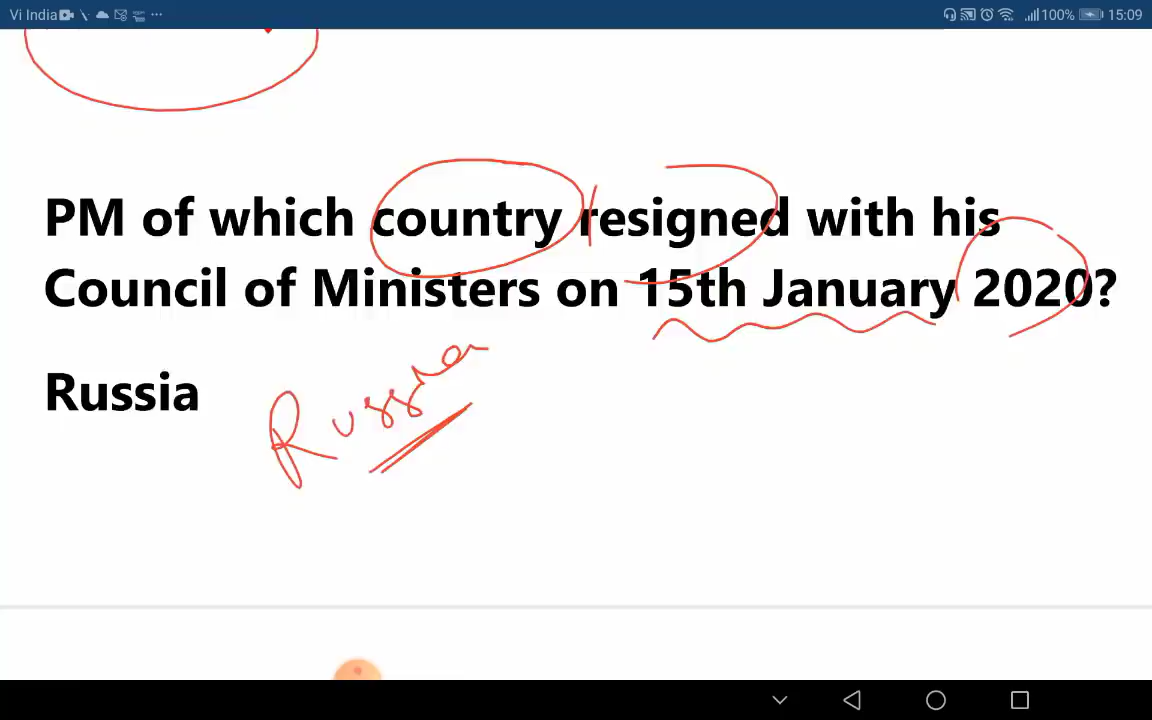 Vi India 100% 15:09
PM of which country resigned with his
Council of Ministers on 15th January 2020?
Russia
Russia